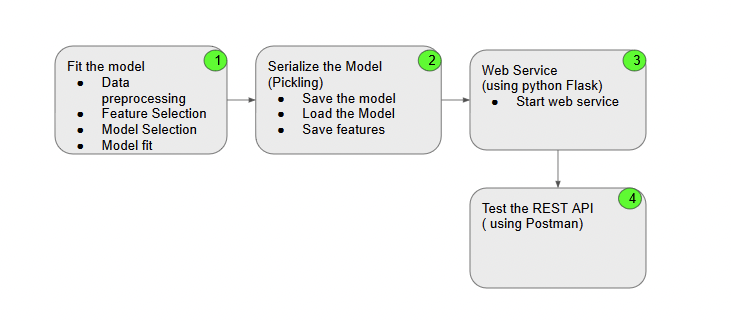 1
Fit the model
● Data
preprocessing
● Feature Selection
● Model Selection
● Model fit
2
Serialize the Model
(Pickling)
● Save the model
● Load the Model
● Save features
3
Web Service
(using python Flask)
● Start web service
4
Test the REST API
( using Postman)